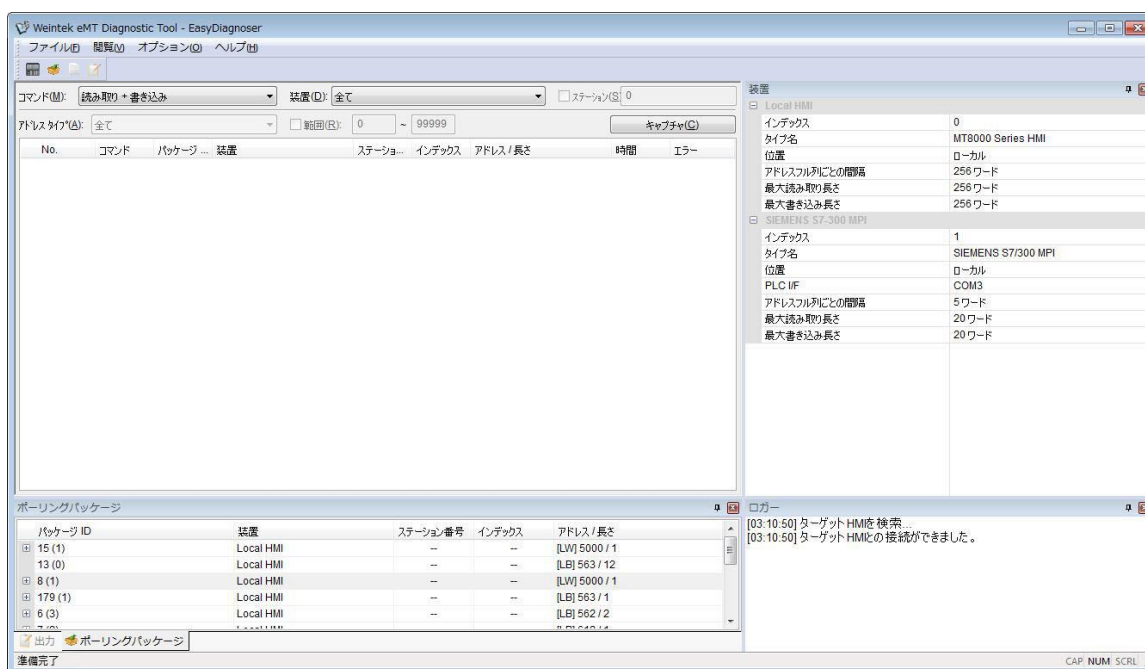 Weintek eMT Diagnostic Tool - EasyDiagnoser
ファイル(F) 閲覧(V) オプション(O) ヘルプ(H)
コマンド(M): 読み取り + 書き込み 装置(D): 全て ステーション(S) 0
アドレス タイプ(A): 全て 範囲(R): 0 ~ 99999 キャプチャ(C)
No. コマンド パッケージ ... 装置 ステーショ... インデックス アドレス / 長さ 時間 エラー
装置
Local HMI
インデックス 0
タイプ名 MT8000 Series HMI
位置 ローカル
アドレスフル列ごとの間隔 256 ワード
最大読み取り長さ 256 ワード
最大書き込み長さ 256 ワード
SIEMENS S7-300 MPI
インデックス 1
タイプ名 SIEMENS S7/300 MPI
位置 ローカル
PLC I/F COM3
アドレスフル列ごとの間隔 5 ワード
最大読み取り長さ 20 ワード
最大書き込み長さ 20 ワード
ポーリングパッケージ
パッケージ ID 装置 ステーション番号 インデックス アドレス / 長さ
15 (1) Local HMI -- -- [LW] 5000 / 1
13 (0) Local HMI -- -- [LB] 563 / 12
8 (1) Local HMI -- -- [LW] 5000 / 1
179 (1) Local HMI -- -- [LB] 563 / 1
6 (3) Local HMI -- -- [LB] 562 / 2
出力 ポーリングパッケージ
ロガー
[03:10:50] ターゲット HMIを検索...
[03:10:50] ターゲット HMIとの接続ができました。
準備完了 CAP NUM SCRL